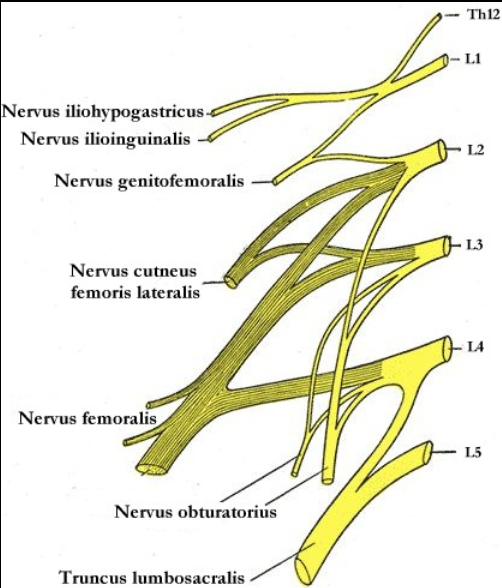 Th12
L1
Nervus iliohypogastricus
Nervus ilioinguinalis
L2
Nervus genitofemoralis
L3
Nervus cutneus
femoris lateralis
L4
Nervus femoralis
L5
Nervus obturatorius
Truncus lumbosacralis